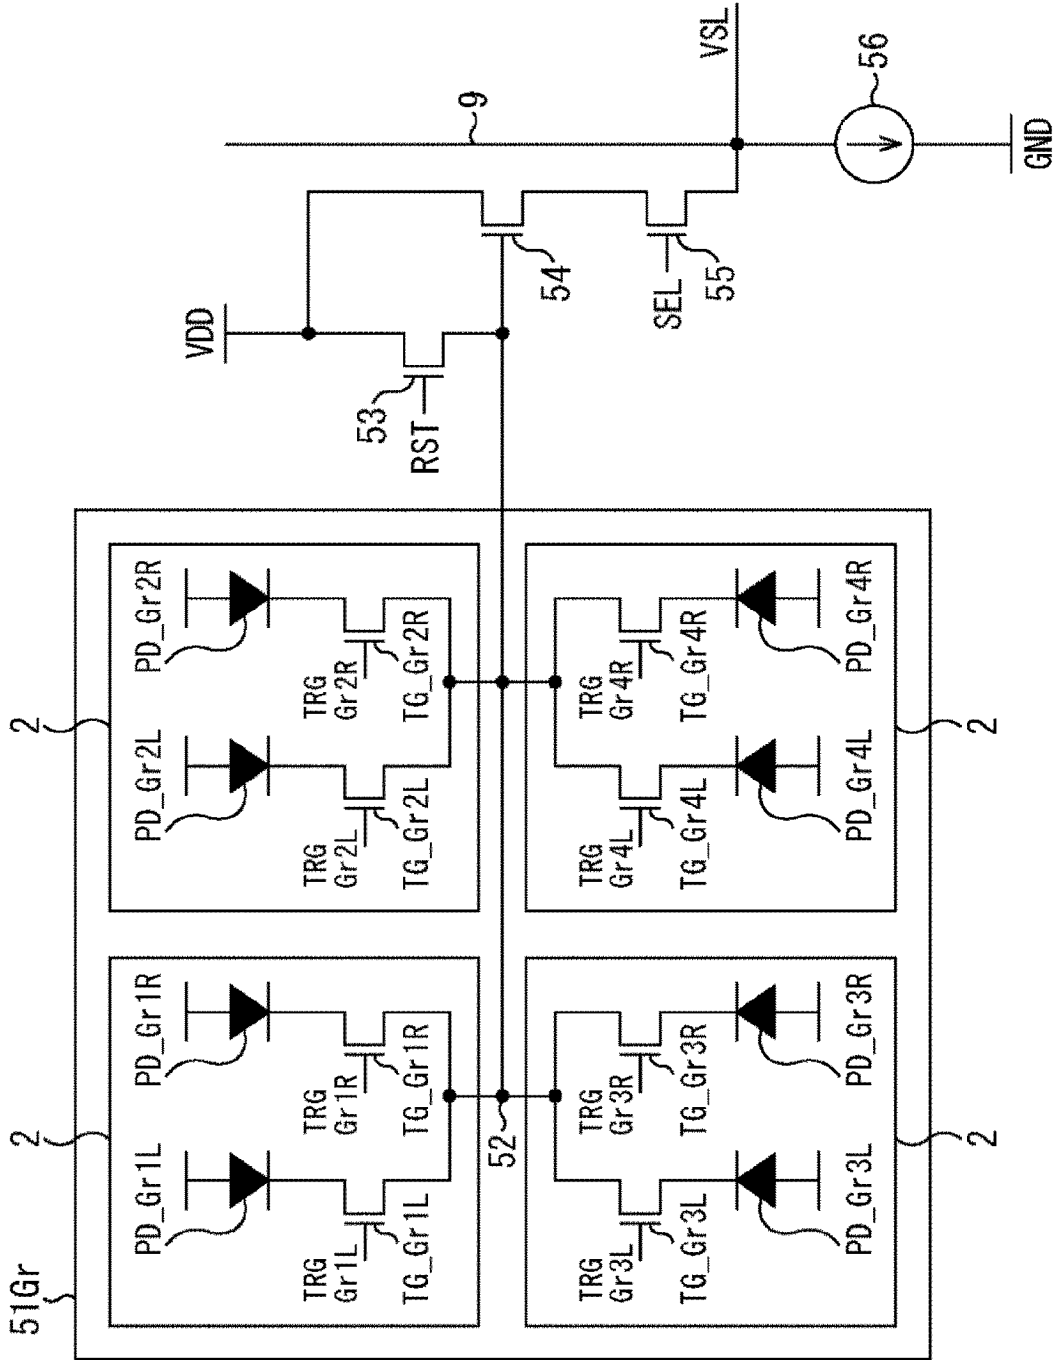 51Gr
2
2
PD_Gr1L
PD_Gr1R
PD_Gr2L
PD_Gr2R
TRG
Gr1L
TG_Gr1L
TRG
Gr1R
TG_Gr1R
TRG
Gr2L
TG_Gr2L
TRG
Gr2R
TG_Gr2R
52
TRG
Gr3L
TG_Gr3L
TRG
Gr3R
TG_Gr3R
TRG
Gr4L
TG_Gr4L
TRG
Gr4R
TG_Gr4R
PD_Gr3L
PD_Gr3R
PD_Gr4L
PD_Gr4R
2
2
VDD
53
RST
9
54
SEL
55
VSL
56
GND